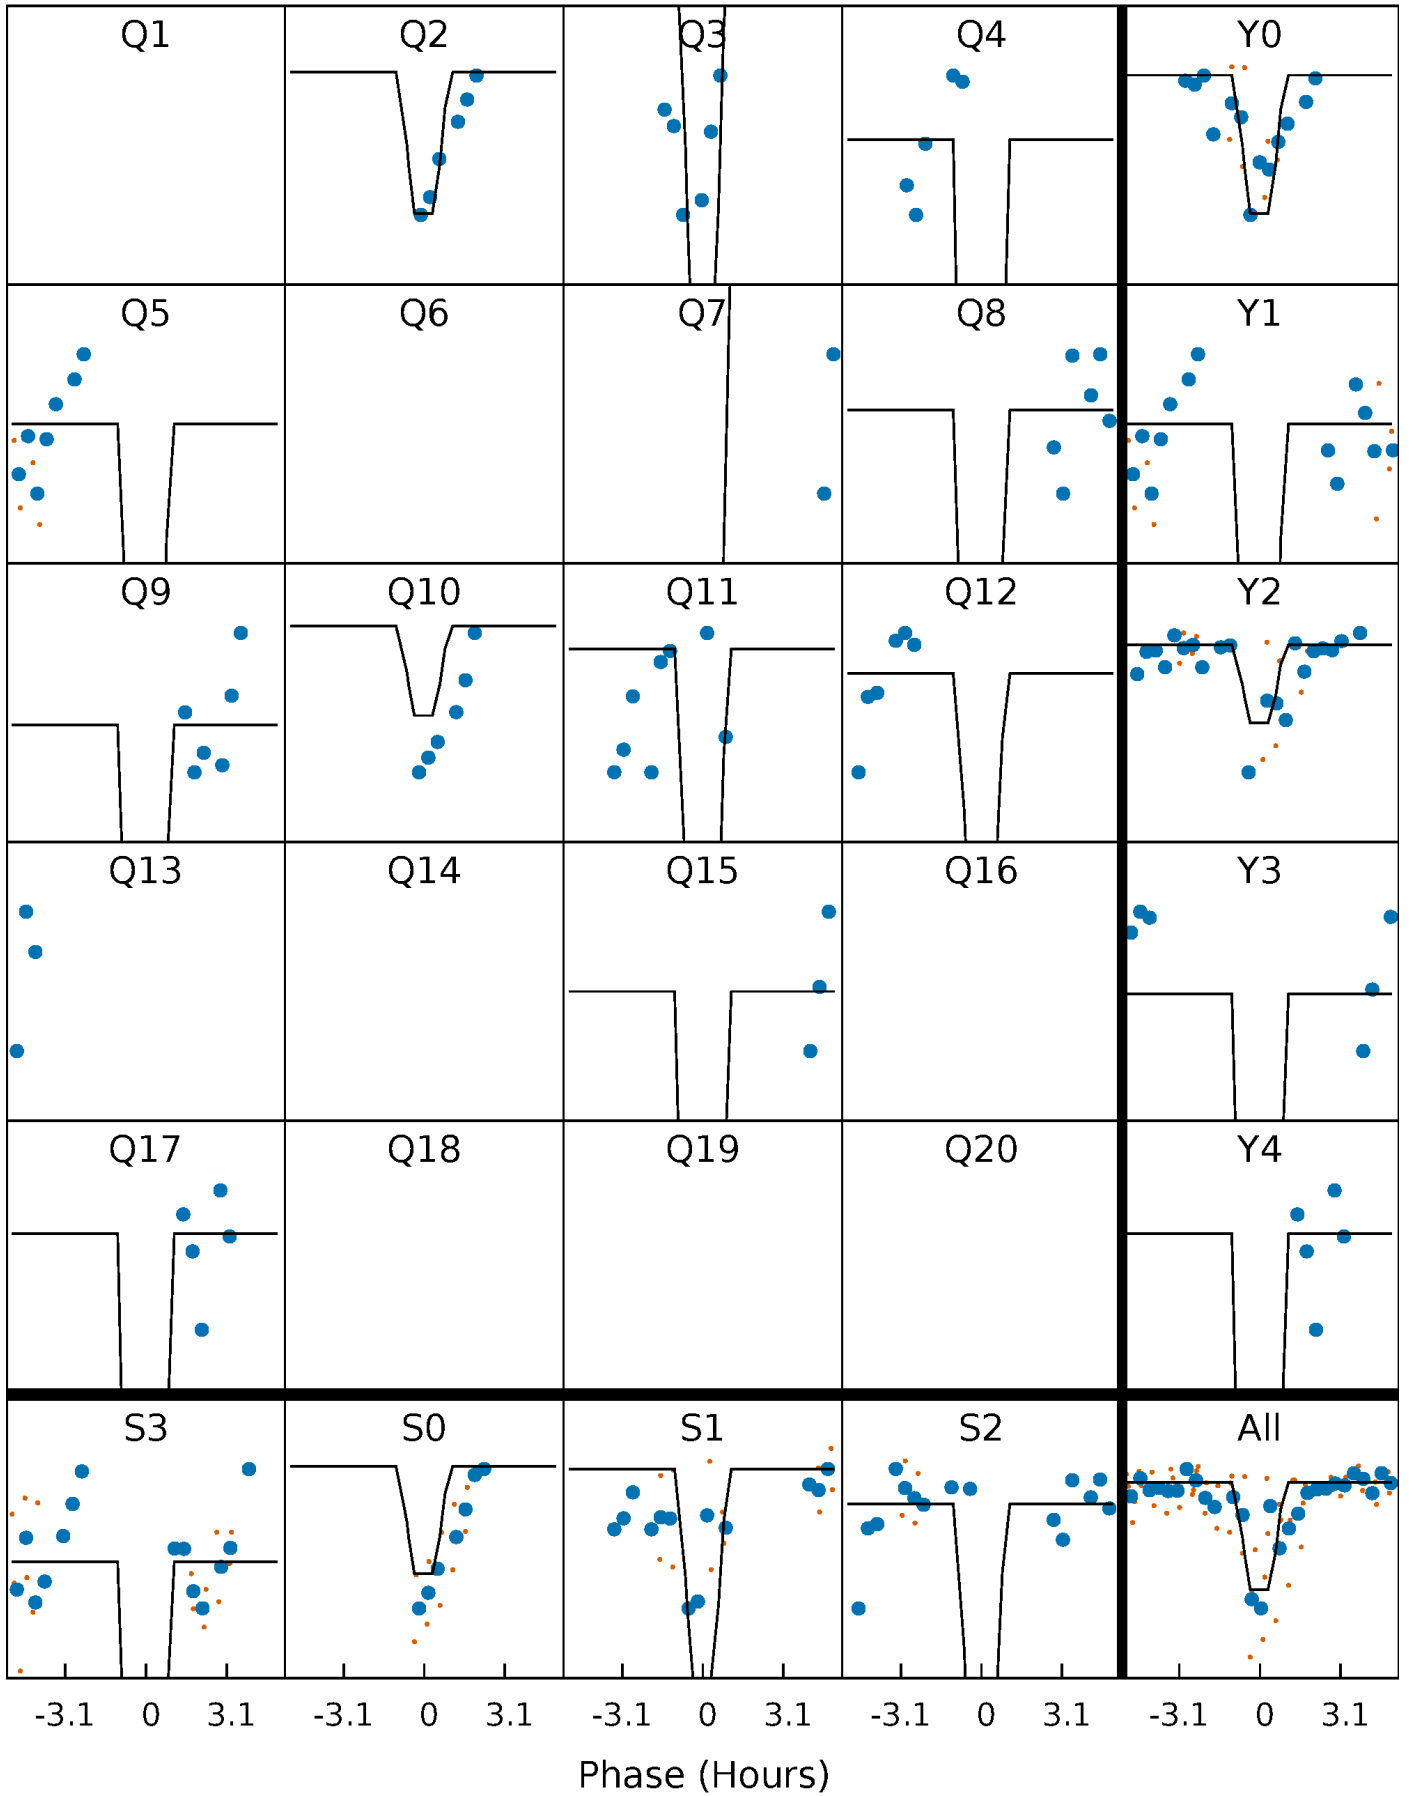 Q1 Q2 Q3 Q4 Y0
Q5 Q6 Q7 Q8 Y1
Q9 Q10 Q11 Q12 Y2
Q13 Q14 Q15 Q16 Y3
Q17 Q18 Q19 Q20 Y4
S3 S0 S1 S2 All
-3.1 0 3.1 -3.1 0 3.1 -3.1 0 3.1 -3.1 0 3.1 -3.1 0 3.1
Phase (Hours)